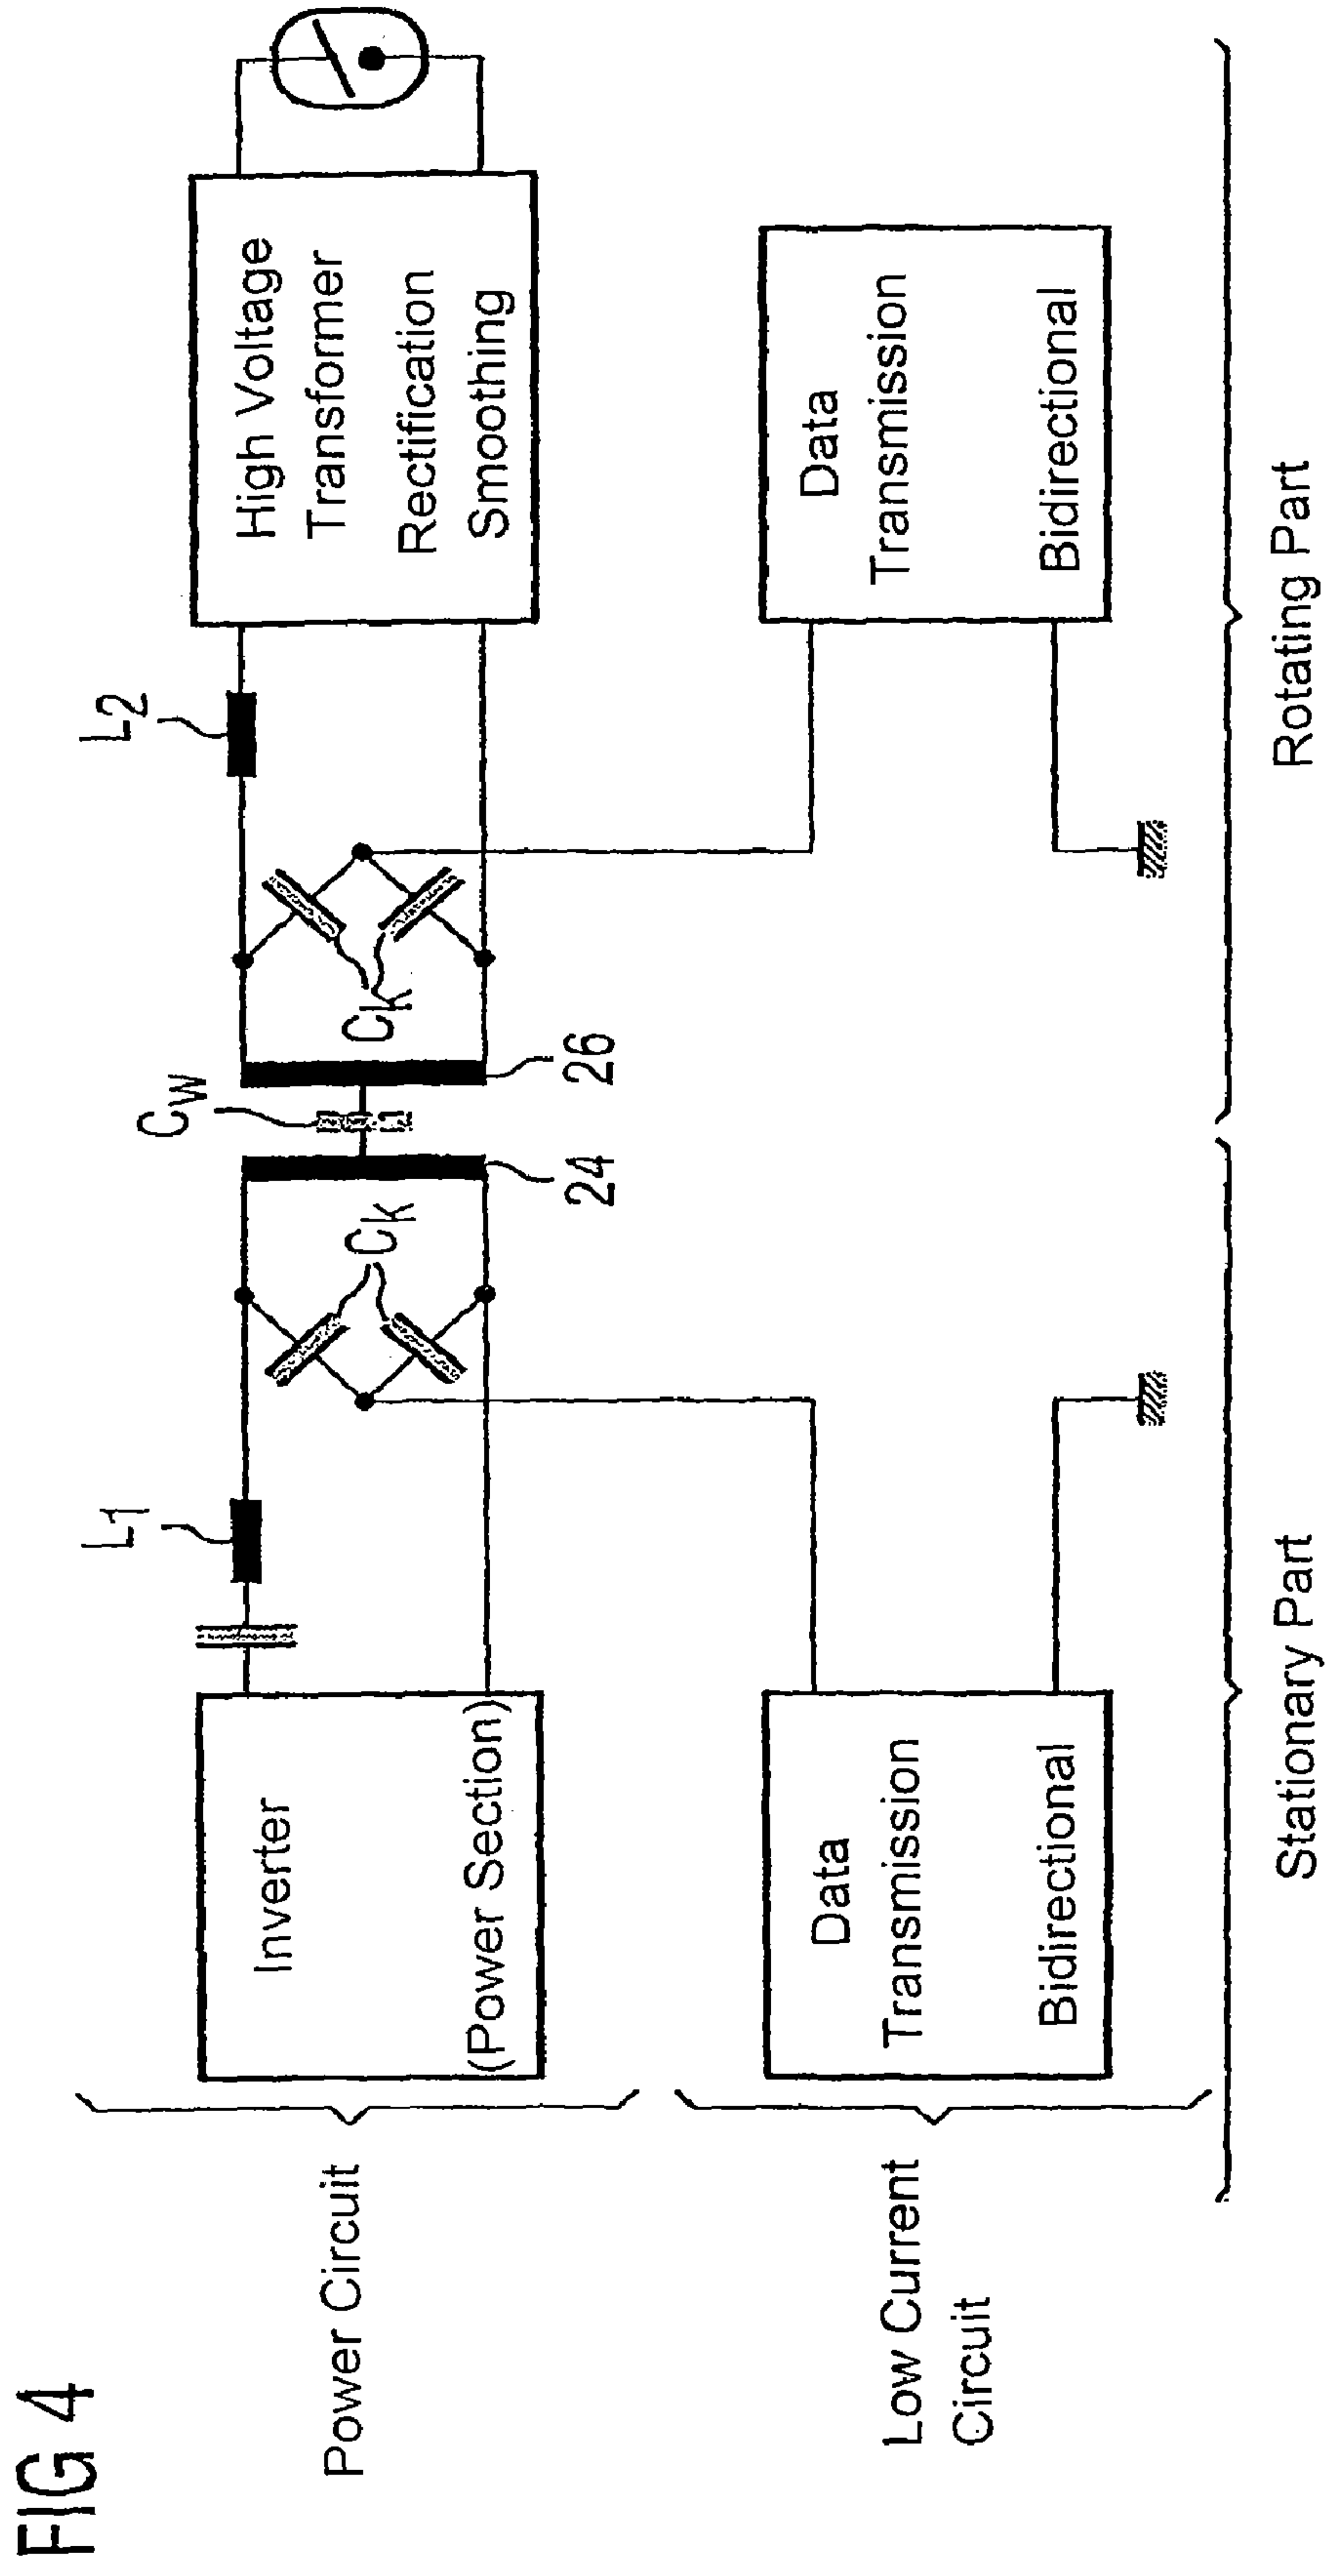 FIG 4
Power Circuit
Inverter
(Power Section)
L1
Ck
24
CW
26
Ck
L2
High Voltage
Transformer
Rectification
Smoothing
Low Current
Circuit
Data
Transmission
Bidirectional
Data
Transmission
Bidirectional
Stationary Part
Rotating Part